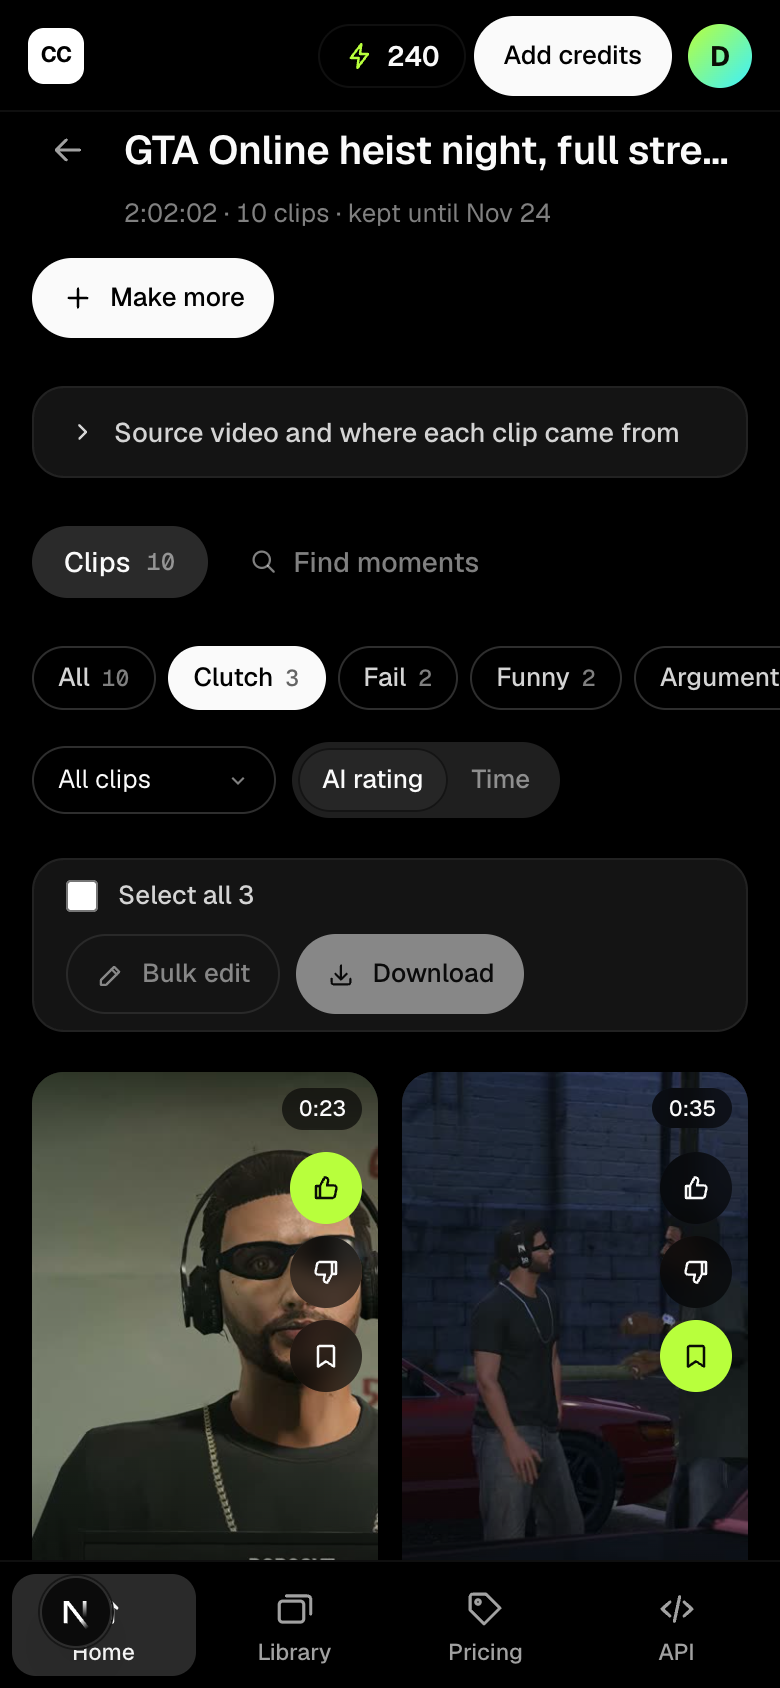 CC
240
Add credits
D
GTA Online heist night, full stre...
2:02:02 · 10 clips · kept until Nov 24
Make more
Source video and where each clip came from
Clips 10
Find moments
All 10
Clutch 3
Fail 2
Funny 2
Argument
All clips
AI rating
Time
Select all 3
Bulk edit
Download
0:23
0:35
N
Home
Library
Pricing
API